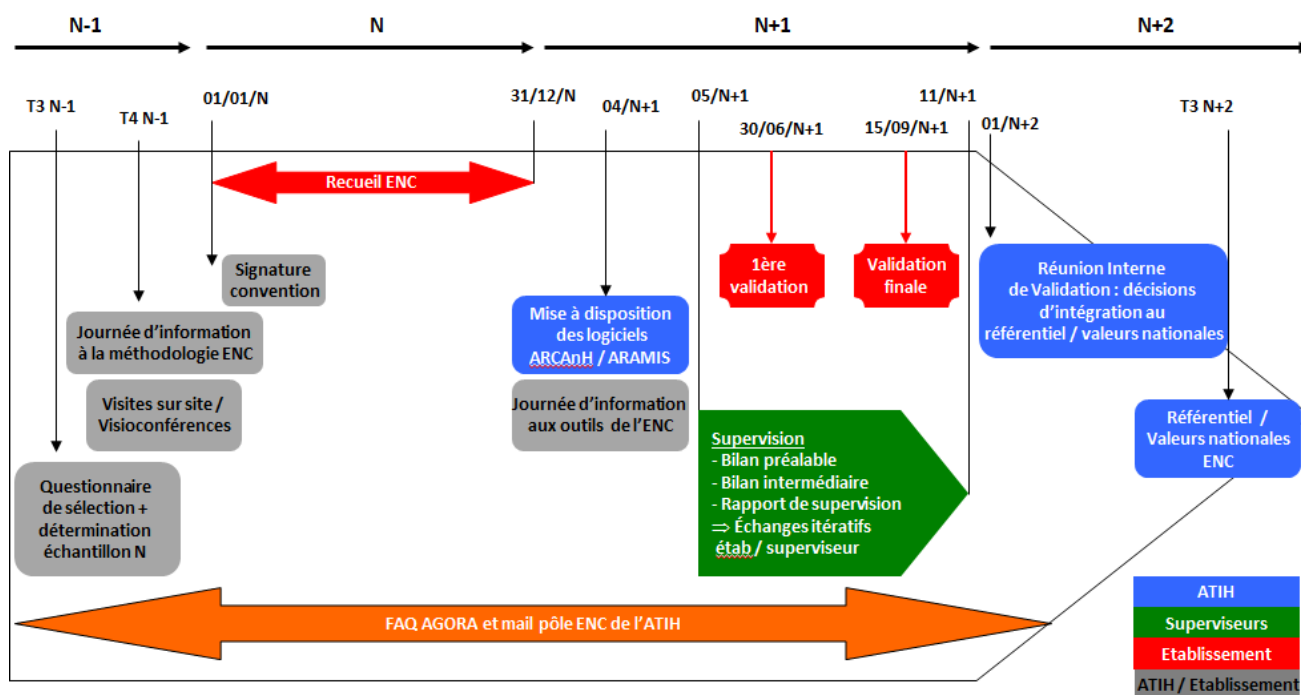 N-1
N
N+1
N+2
T3 N-1
T4 N-1
01/01/N
31/12/N
04/N+1
05/N+1
30/06/N+1
15/09/N+1
11/N+1
01/N+2
T3 N+2
Recueil ENC
Signature
convention
Journée d’information
à la méthodologie ENC
Visites sur site /
Visioconférences
Questionnaire
de sélection +
détermination
échantillon N
Mise à disposition
des logiciels
ARCAnH / ARAMIS
Journée d’information
aux outils de l’ENC
1ère
validation
Validation
finale
Supervision
- Bilan préalable
- Bilan intermédiaire
- Rapport de supervision
⇒ Échanges itératifs
étab / superviseur
Réunion Interne
de Validation : décisions
d’intégration au
référentiel / valeurs nationales
Référentiel /
Valeurs nationales
ENC
FAQ AGORA et mail pôle ENC de l’ATIH
ATIH
Superviseurs
Etablissement
ATIH / Etablissement